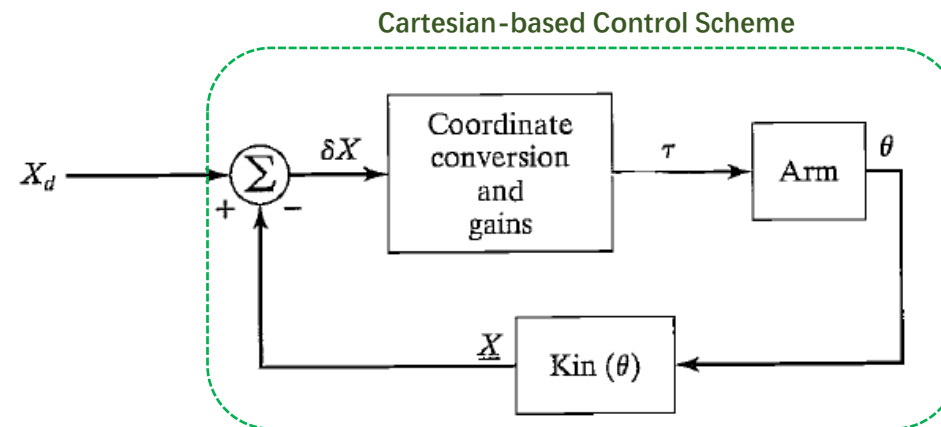 Cartesian-based Control Scheme
X_d
+
Σ
−
δX
Coordinate
conversion
and
gains
τ
Arm
θ
X
Kin (θ)